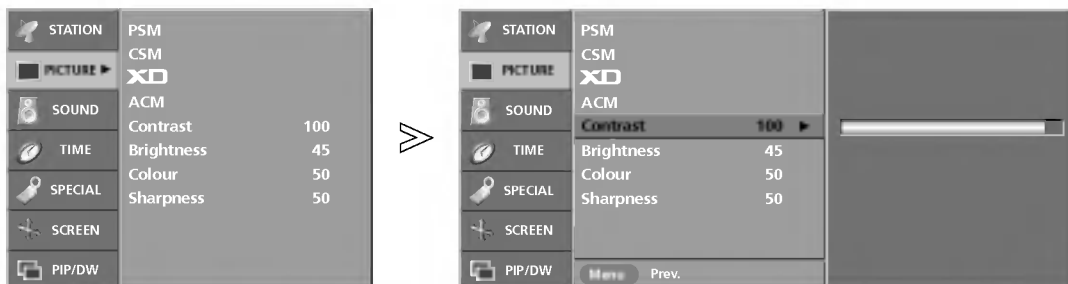 STATION
PICTURE
SOUND
TIME
SPECIAL
SCREEN
PIP/DW
PSM
CSM
XD
ACM
Contrast 100
Brightness 45
Colour 50
Sharpness 50
STATION
PICTURE
SOUND
TIME
SPECIAL
SCREEN
PIP/DW
PSM
CSM
XD
ACM
Contrast 100
Brightness 45
Colour 50
Sharpness 50
Menu Prev.